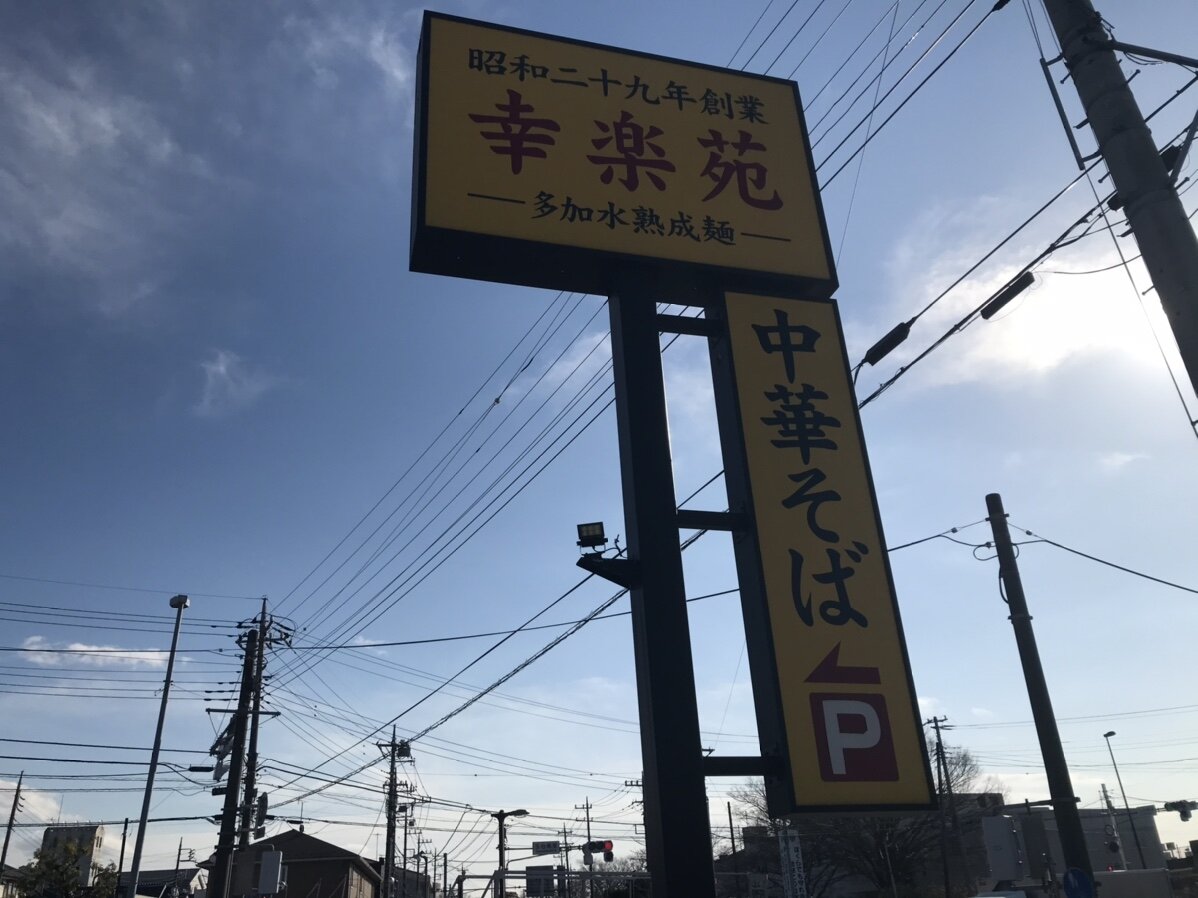 昭和二十九年創業
幸楽苑
多加水熟成麺
中華そば
P